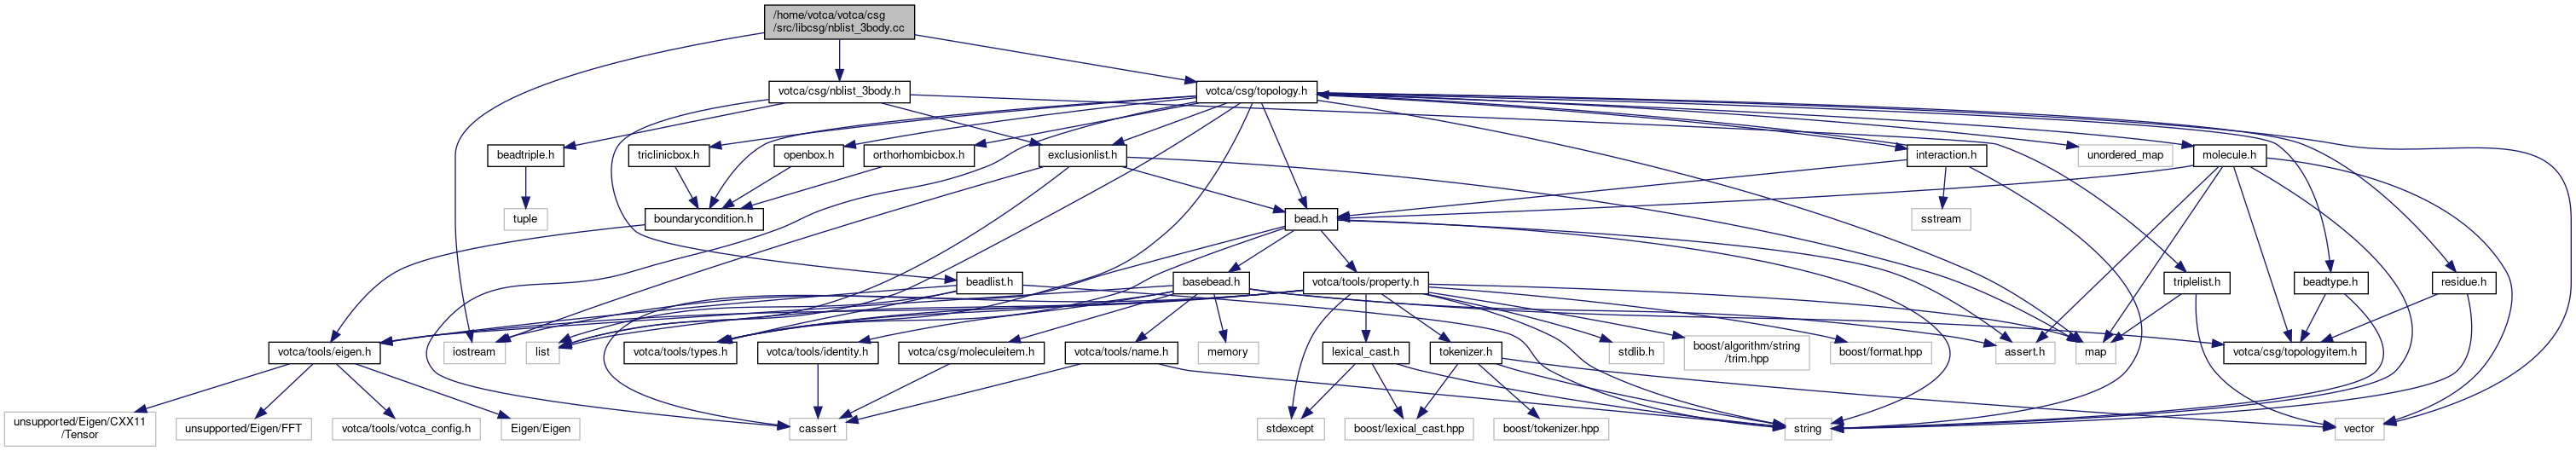 /home/votca/votca/csg
/src/libcsg/nblist_3body.cc
votca/csg/nblist_3body.h
votca/csg/topology.h
beadtriple.h
triclinicbox.h
openbox.h
orthorhombicbox.h
exclusionlist.h
interaction.h
unordered_map
molecule.h
tuple
boundarycondition.h
bead.h
sstream
beadlist.h
basebead.h
votca/tools/property.h
triplelist.h
beadtype.h
residue.h
votca/tools/eigen.h
iostream
list
votca/tools/types.h
votca/tools/identity.h
votca/csg/moleculeitem.h
votca/tools/name.h
memory
lexical_cast.h
tokenizer.h
stdlib.h
boost/algorithm/string
/trim.hpp
boost/format.hpp
assert.h
map
votca/csg/topologyitem.h
unsupported/Eigen/CXX11
/Tensor
unsupported/Eigen/FFT
votca/tools/votca_config.h
Eigen/Eigen
cassert
stdexcept
boost/lexical_cast.hpp
boost/tokenizer.hpp
string
vector